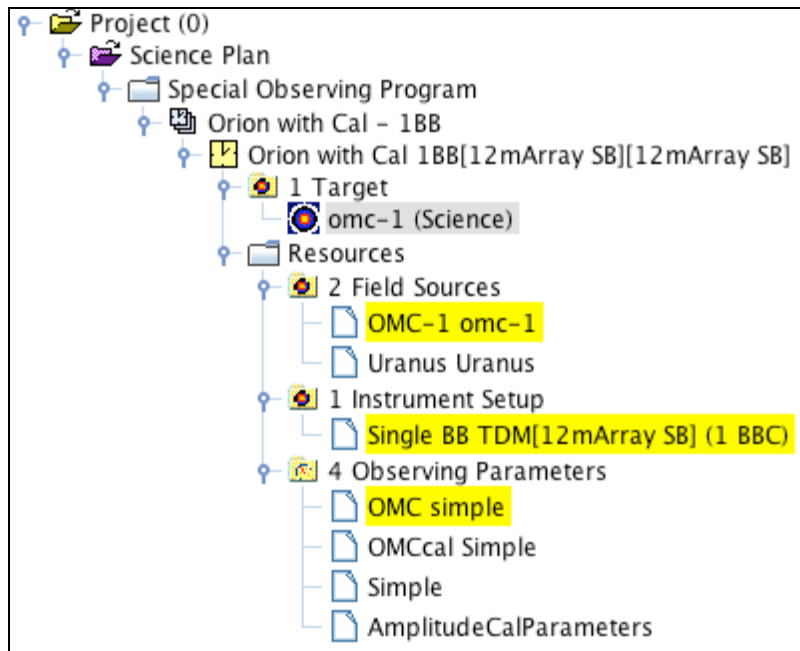 Project (0)
Science Plan
Special Observing Program
Orion with Cal - 1BB
Orion with Cal 1BB[12mArray SB][12mArray SB]
1 Target
omc-1 (Science)
Resources
2 Field Sources
OMC-1 omc-1
Uranus Uranus
1 Instrument Setup
Single BB TDM[12mArray SB] (1 BBC)
4 Observing Parameters
OMC simple
OMCcal Simple
Simple
AmplitudeCalParameters